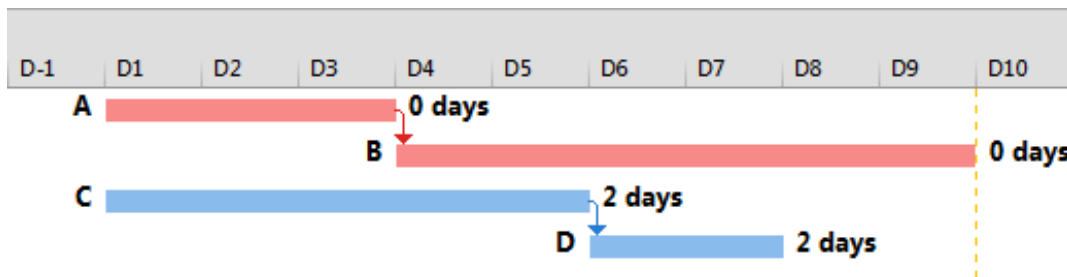 D-1 D1 D2 D3 D4 D5 D6 D7 D8 D9 D10
A 0 days
B 0 days
C 2 days
D 2 days